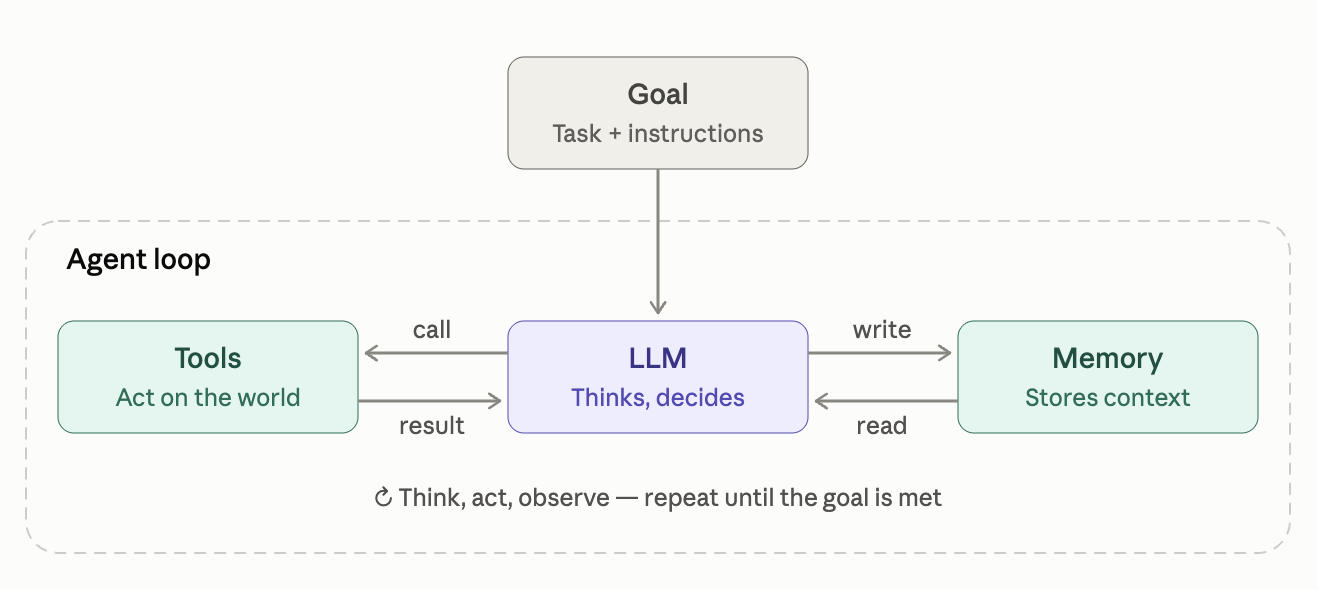 Goal
Task + instructions
Agent loop
call
write
Tools
Act on the world
LLM
Thinks, decides
Memory
Stores context
result
read
↻ Think, act, observe — repeat until the goal is met